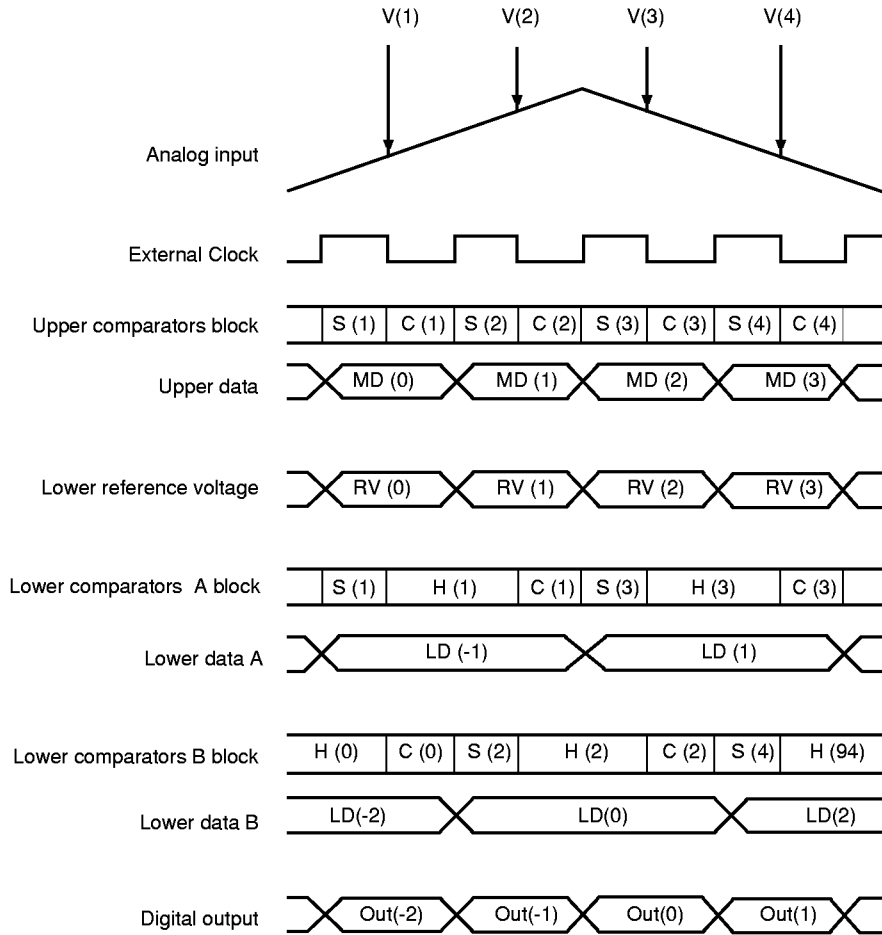 V(1) V(2) V(3) V(4)
Analog input
External Clock
Upper comparators block S (1) C (1) S (2) C (2) S (3) C (3) S (4) C (4)
Upper data MD (0) MD (1) MD (2) MD (3)
Lower reference voltage RV (0) RV (1) RV (2) RV (3)
Lower comparators A block S (1) H (1) C (1) S (3) H (3) C (3)
Lower data A LD (-1) LD (1)
Lower comparators B block H (0) C (0) S (2) H (2) C (2) S (4) H (94)
Lower data B LD(-2) LD(0) LD(2)
Digital output Out(-2) Out(-1) Out(0) Out(1)